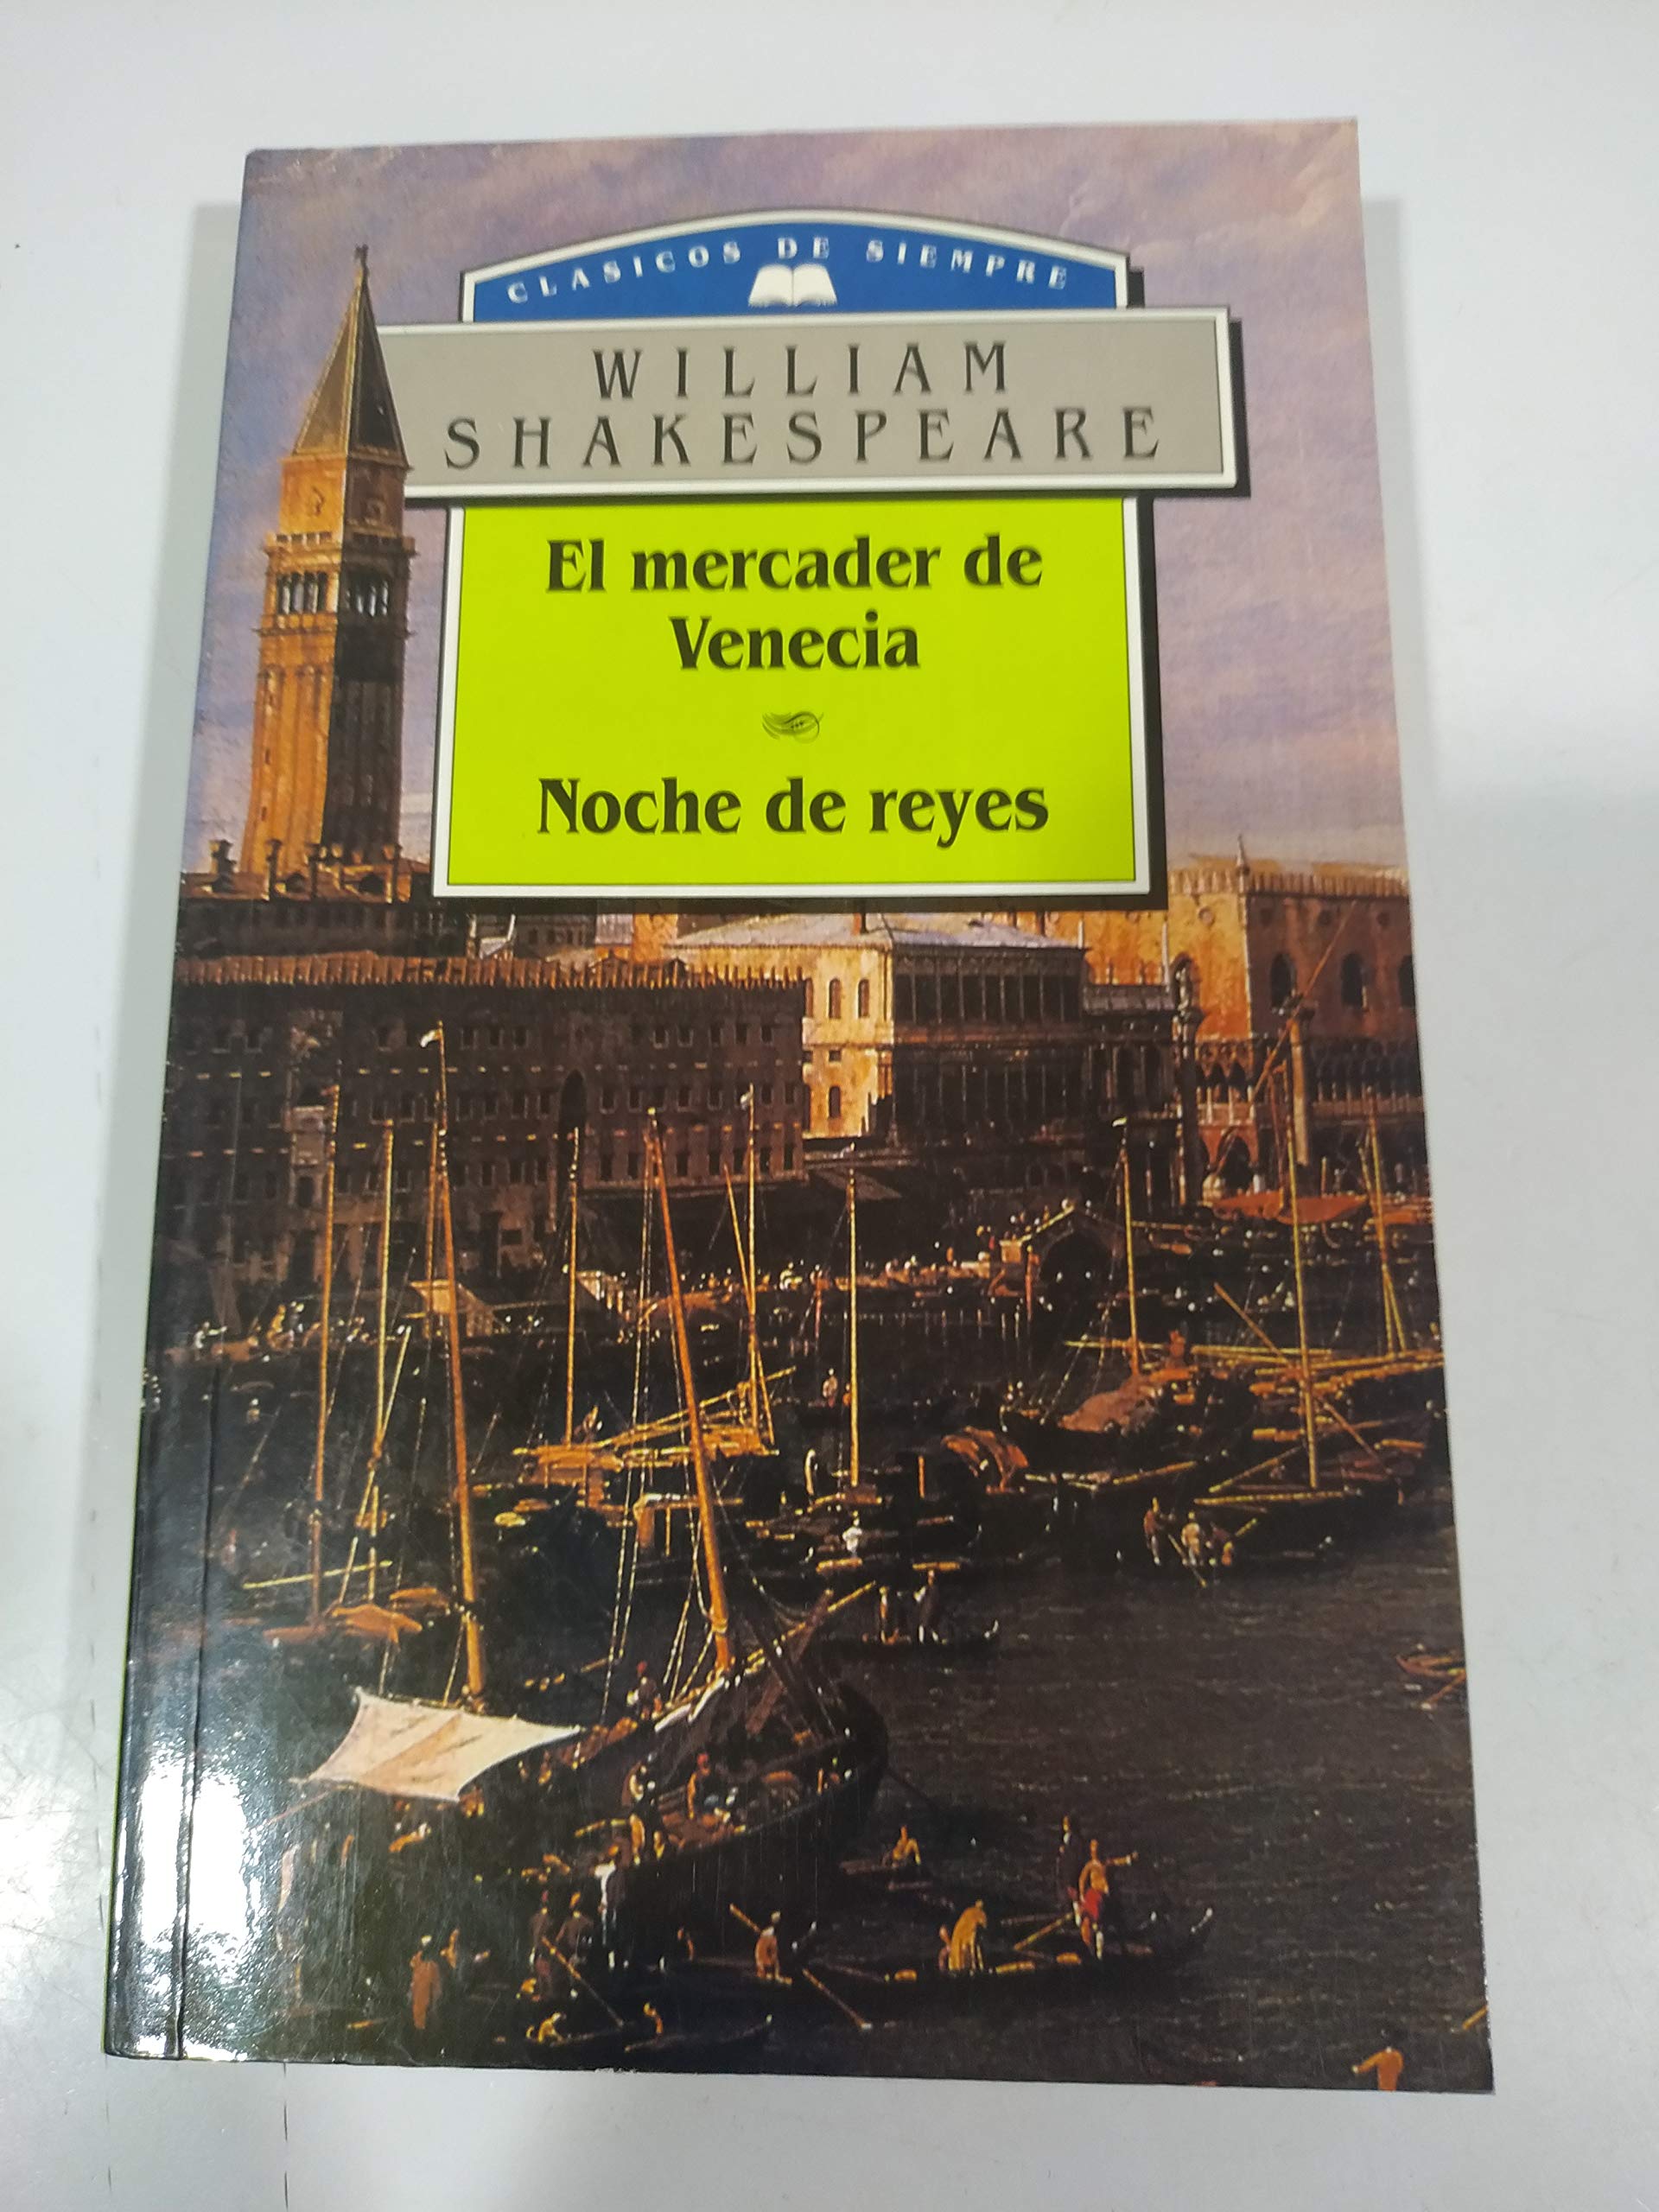 CLASICOS DE SIEMPRE
WILLIAM
SHAKESPEARE
El mercader de
Venecia
Noche de reyes